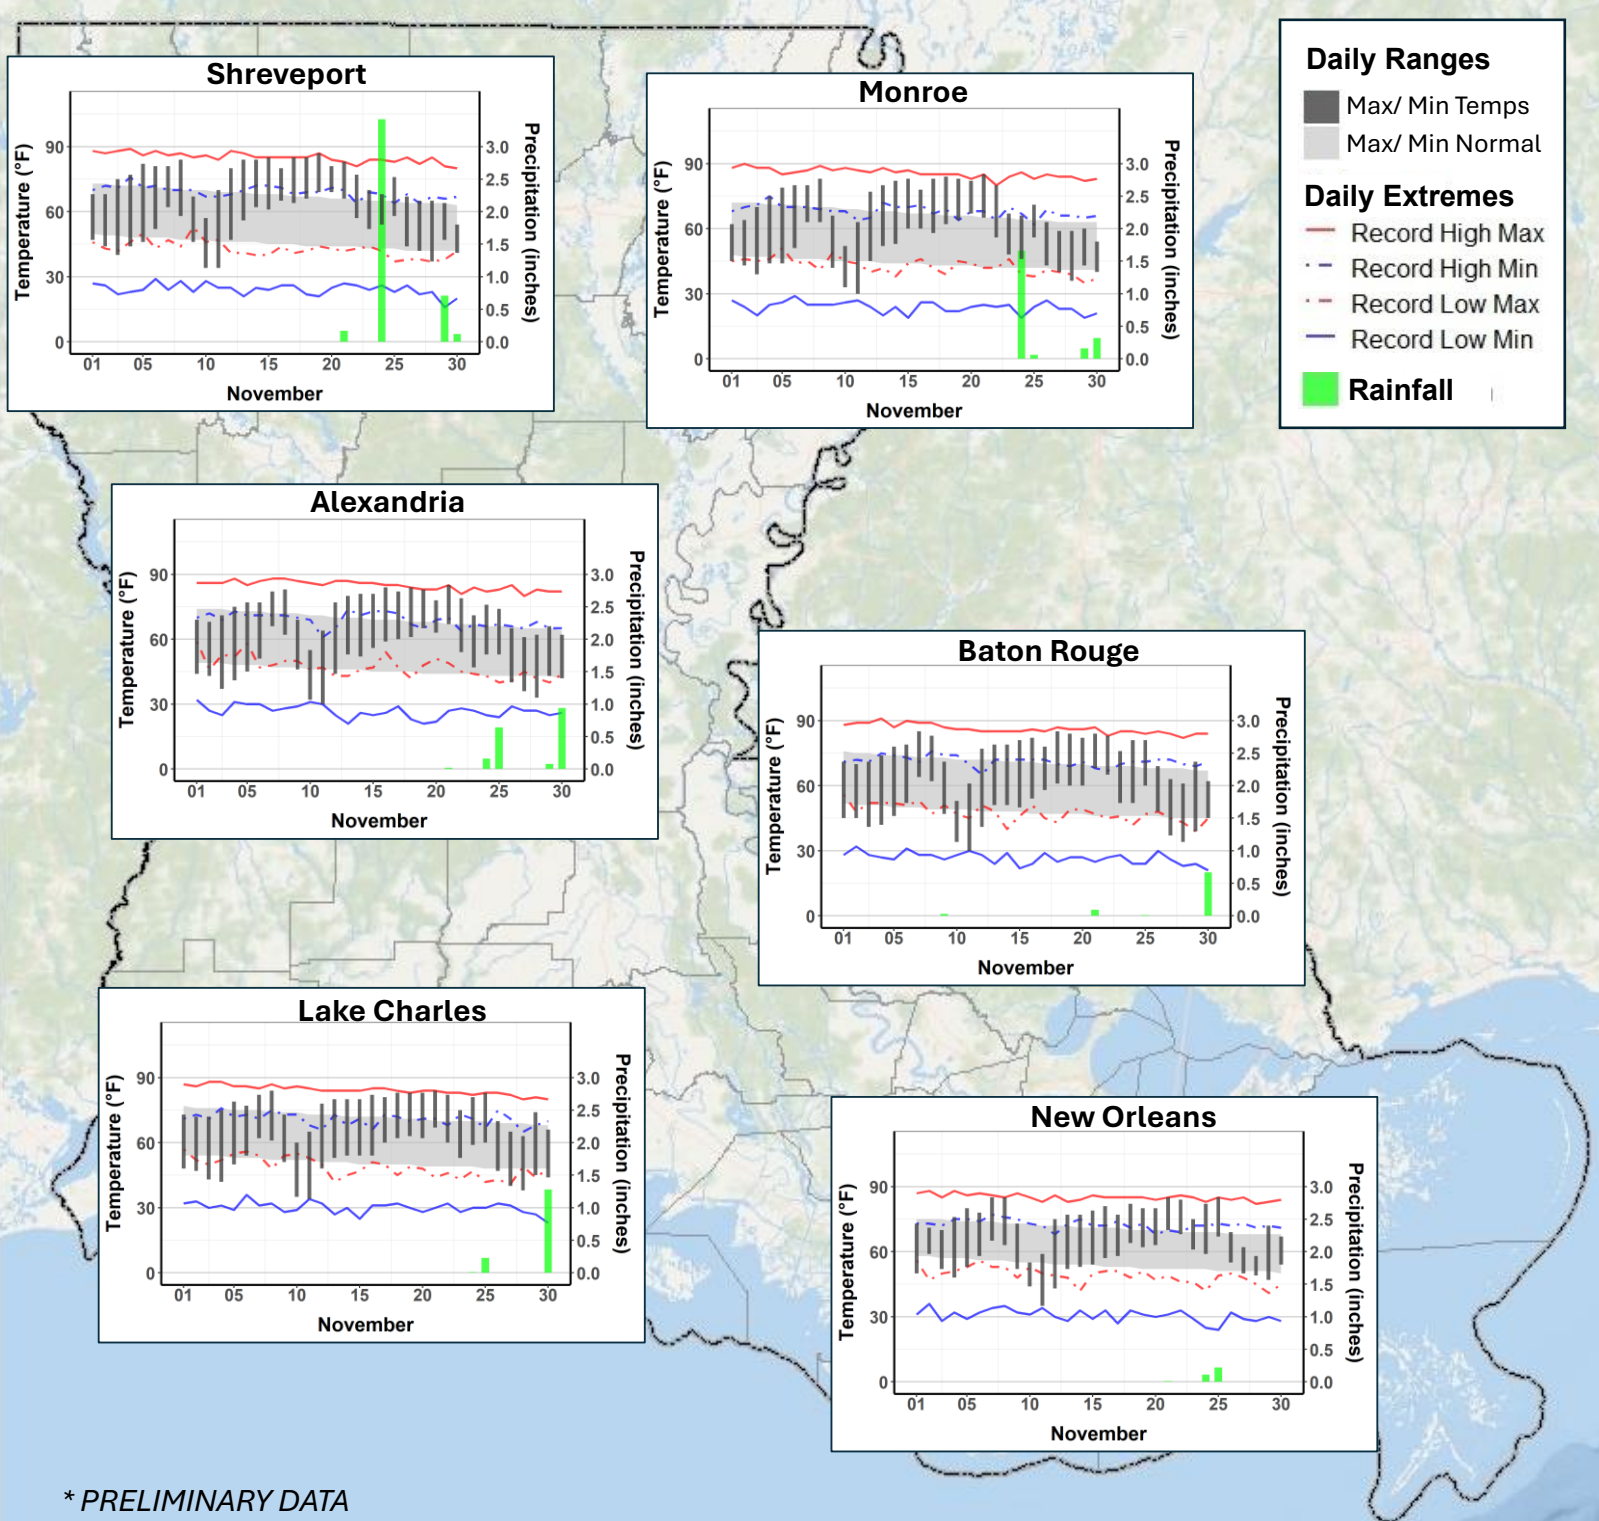 Shreveport
Temperature (°F)
90
60
30
0
3.0
2.5
2.0
1.5
1.0
0.5
0.0
Precipitation (inches)
01 05 10 15 20 25 30
November
Monroe
Temperature (°F)
90
60
30
0
3.0
2.5
2.0
1.5
1.0
0.5
0.0
Precipitation (inches)
01 05 10 15 20 25 30
November
Daily Ranges
Max/ Min Temps
Max/ Min Normal
Daily Extremes
Record High Max
Record High Min
Record Low Max
Record Low Min
Rainfall
Alexandria
Temperature (°F)
90
60
30
0
3.0
2.5
2.0
1.5
1.0
0.5
0.0
Precipitation (inches)
01 05 10 15 20 25 30
November
Baton Rouge
Temperature (°F)
90
60
30
0
3.0
2.5
2.0
1.5
1.0
0.5
0.0
Precipitation (inches)
01 05 10 15 20 25 30
November
Lake Charles
Temperature (°F)
90
60
30
0
3.0
2.5
2.0
1.5
1.0
0.5
0.0
Precipitation (inches)
01 05 10 15 20 25 30
November
New Orleans
Temperature (°F)
90
60
30
0
3.0
2.5
2.0
1.5
1.0
0.5
0.0
Precipitation (inches)
01 05 10 15 20 25 30
November
* PRELIMINARY DATA